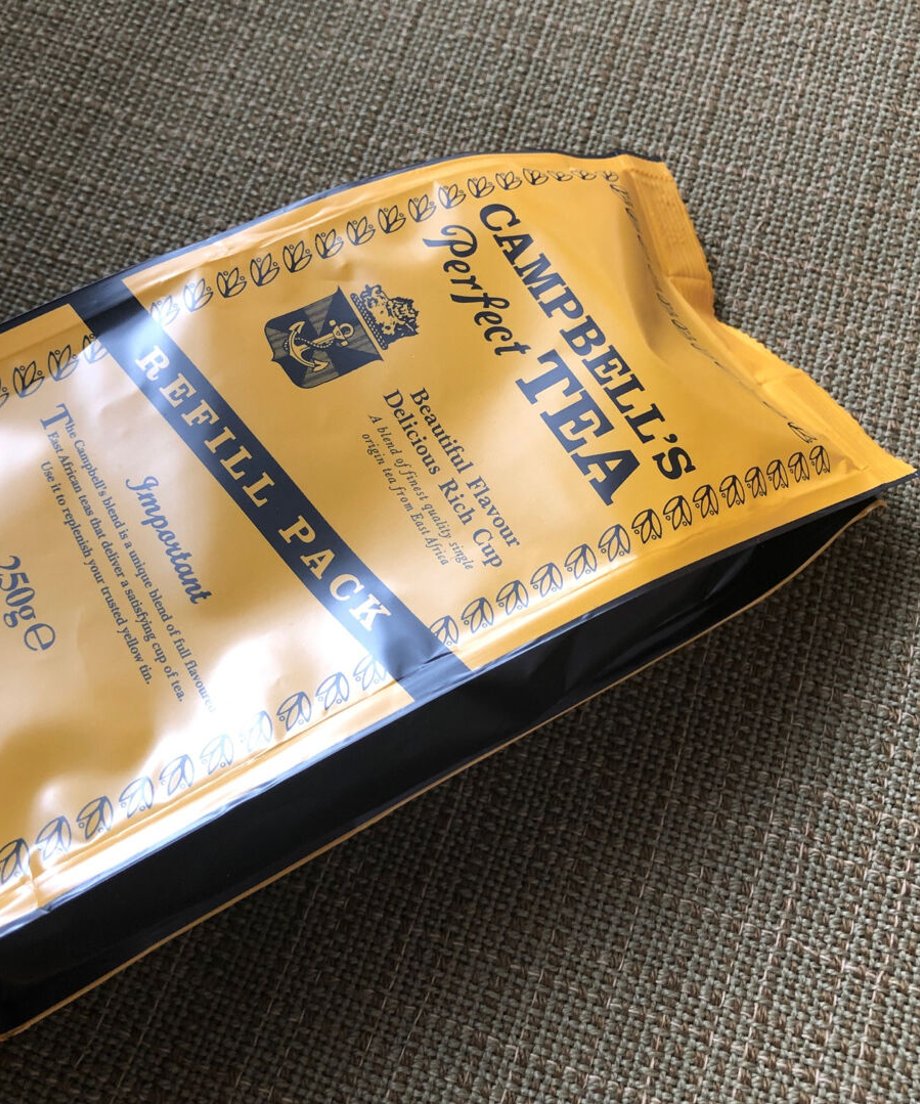 CAMPBELL'S
Perfect TEA
Beautiful Flavour
Delicious Rich Cup
A blend of finest quality single
origin tea from East Africa
REFILL PACK
Important
The Campbell's blend is a unique blend of full flavoured
East African teas that deliver a satisfying cup of tea.
Use it to replenish your trusted yellow tin.
250g ℮